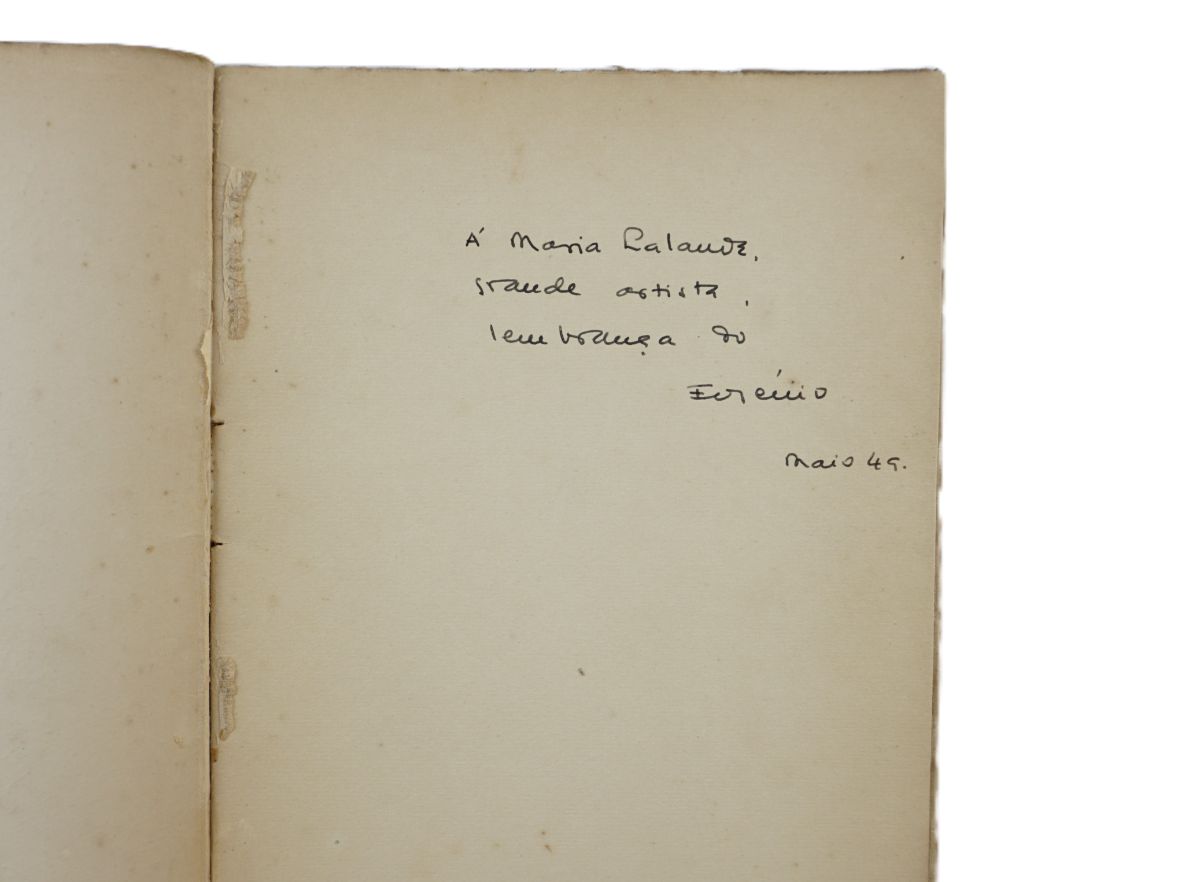 Á Maria Lalande,
grande artista,
lembrança do
Eugénio
Maio 49.